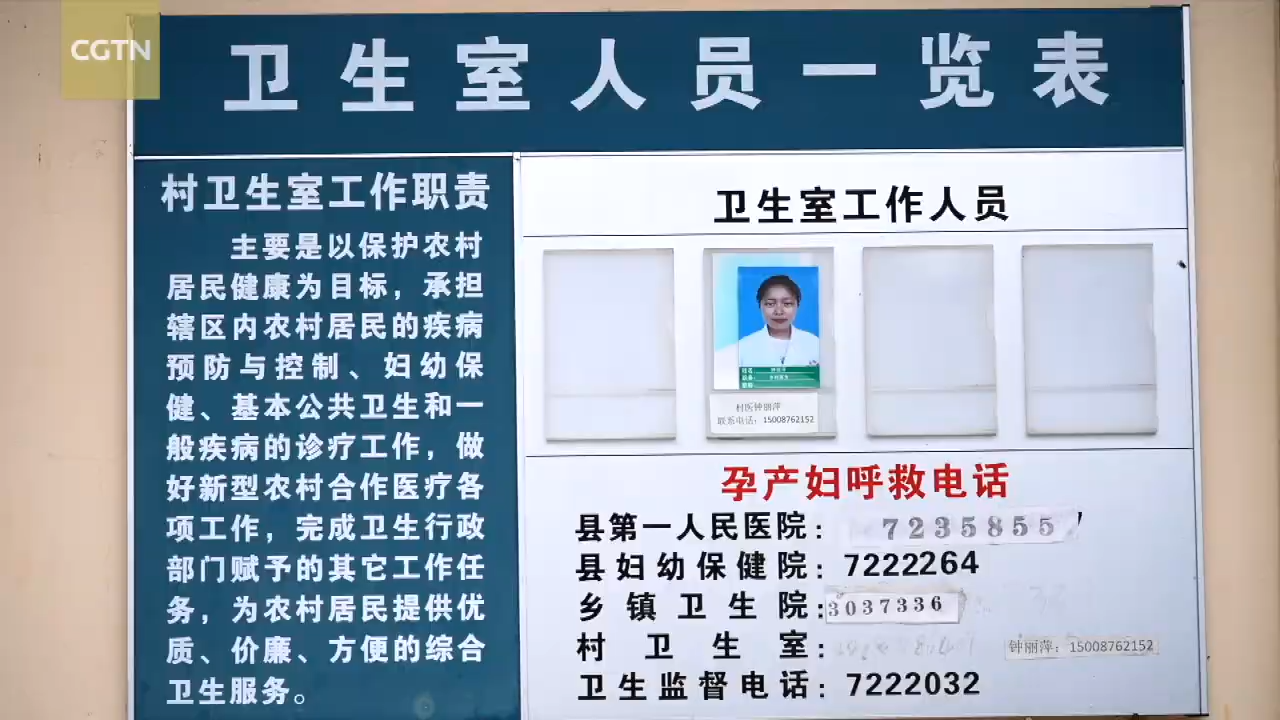 CGTN
卫生室人员一览表
村卫生室工作职责
主要是以保护农村
居民健康为目标，承担
辖区内农村居民的疾病
预防与控制、妇幼保
健、基本公共卫生和一
般疾病的诊疗工作，做
好新型农村合作医疗各
项工作，完成卫生行政
部门赋予的其它工作任
务，为农村居民提供优
质、价廉、方便的综合
卫生服务。
卫生室工作人员
村医钟丽萍
联系电话：15008762152
孕产妇呼救电话
县第一人民医院：7235855
县妇幼保健院：7222264
乡镇卫生院：3037336
村卫生室：
钟丽萍：15008762152
卫生监督电话：7222032